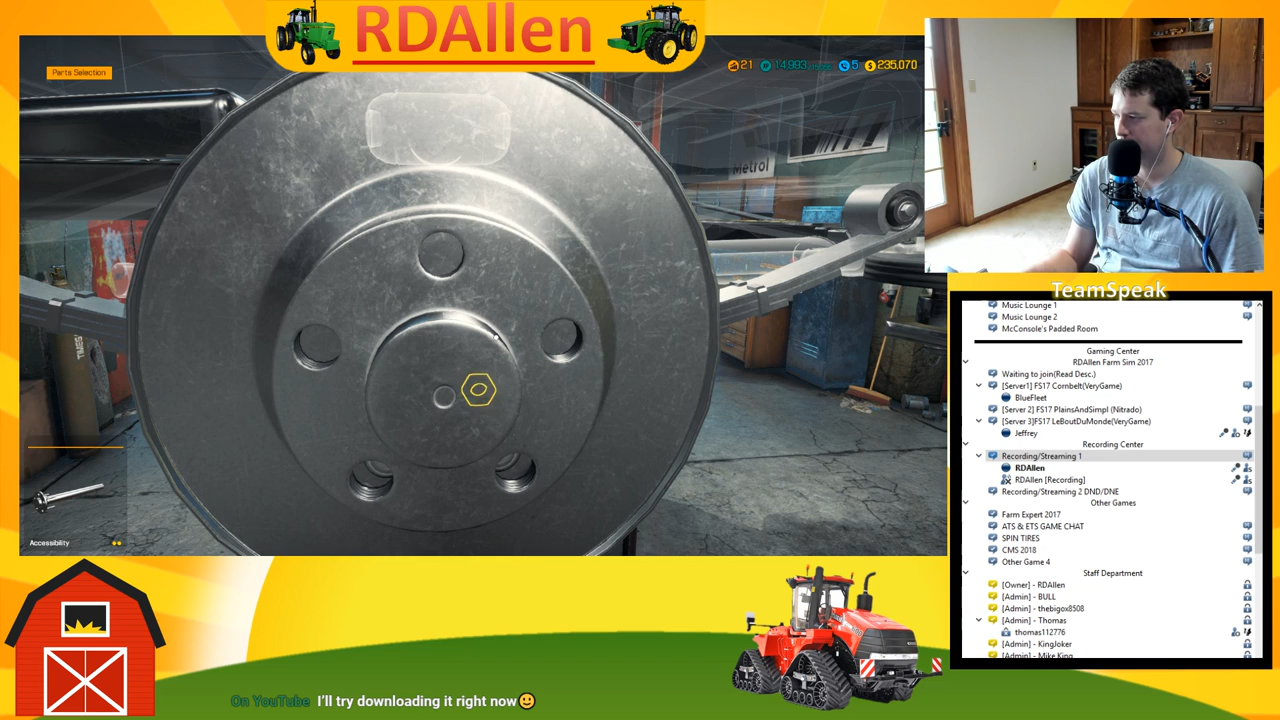 RDAllen
Parts Selection
21 14,983 5 235,070
Metrol
TIMES
Accessibility
TeamSpeak
Music Lounge 1
Music Lounge 2
McConsole's Padded Room
Gaming Center
RDAllen Farm Sim 2017
Waiting to join(Read Desc.)
[Server1] FS17 Cornbelt(VeryGame)
BlueFleet
[Server 2] FS17 PlainsAndSimpl (Nitrado)
[Server 3]FS17 LeBoutDuMonde(VeryGame)
Jeffrey
Recording Center
Recording/Streaming 1
RDAllen
RDAllen [Recording]
Recording/Streaming 2 DND/DNE
Other Games
Farm Expert 2017
ATS & ETS GAME CHAT
SPIN TIRES
CMS 2018
Other Game 4
Staff Department
[Owner] - RDAllen
[Admin] - BULL
[Admin] - thebigox8508
[Admin] - Thomas
thomas112776
[Admin] - KingJoker
[Admin] - Mike King
On YouTube I'll try downloading it right now